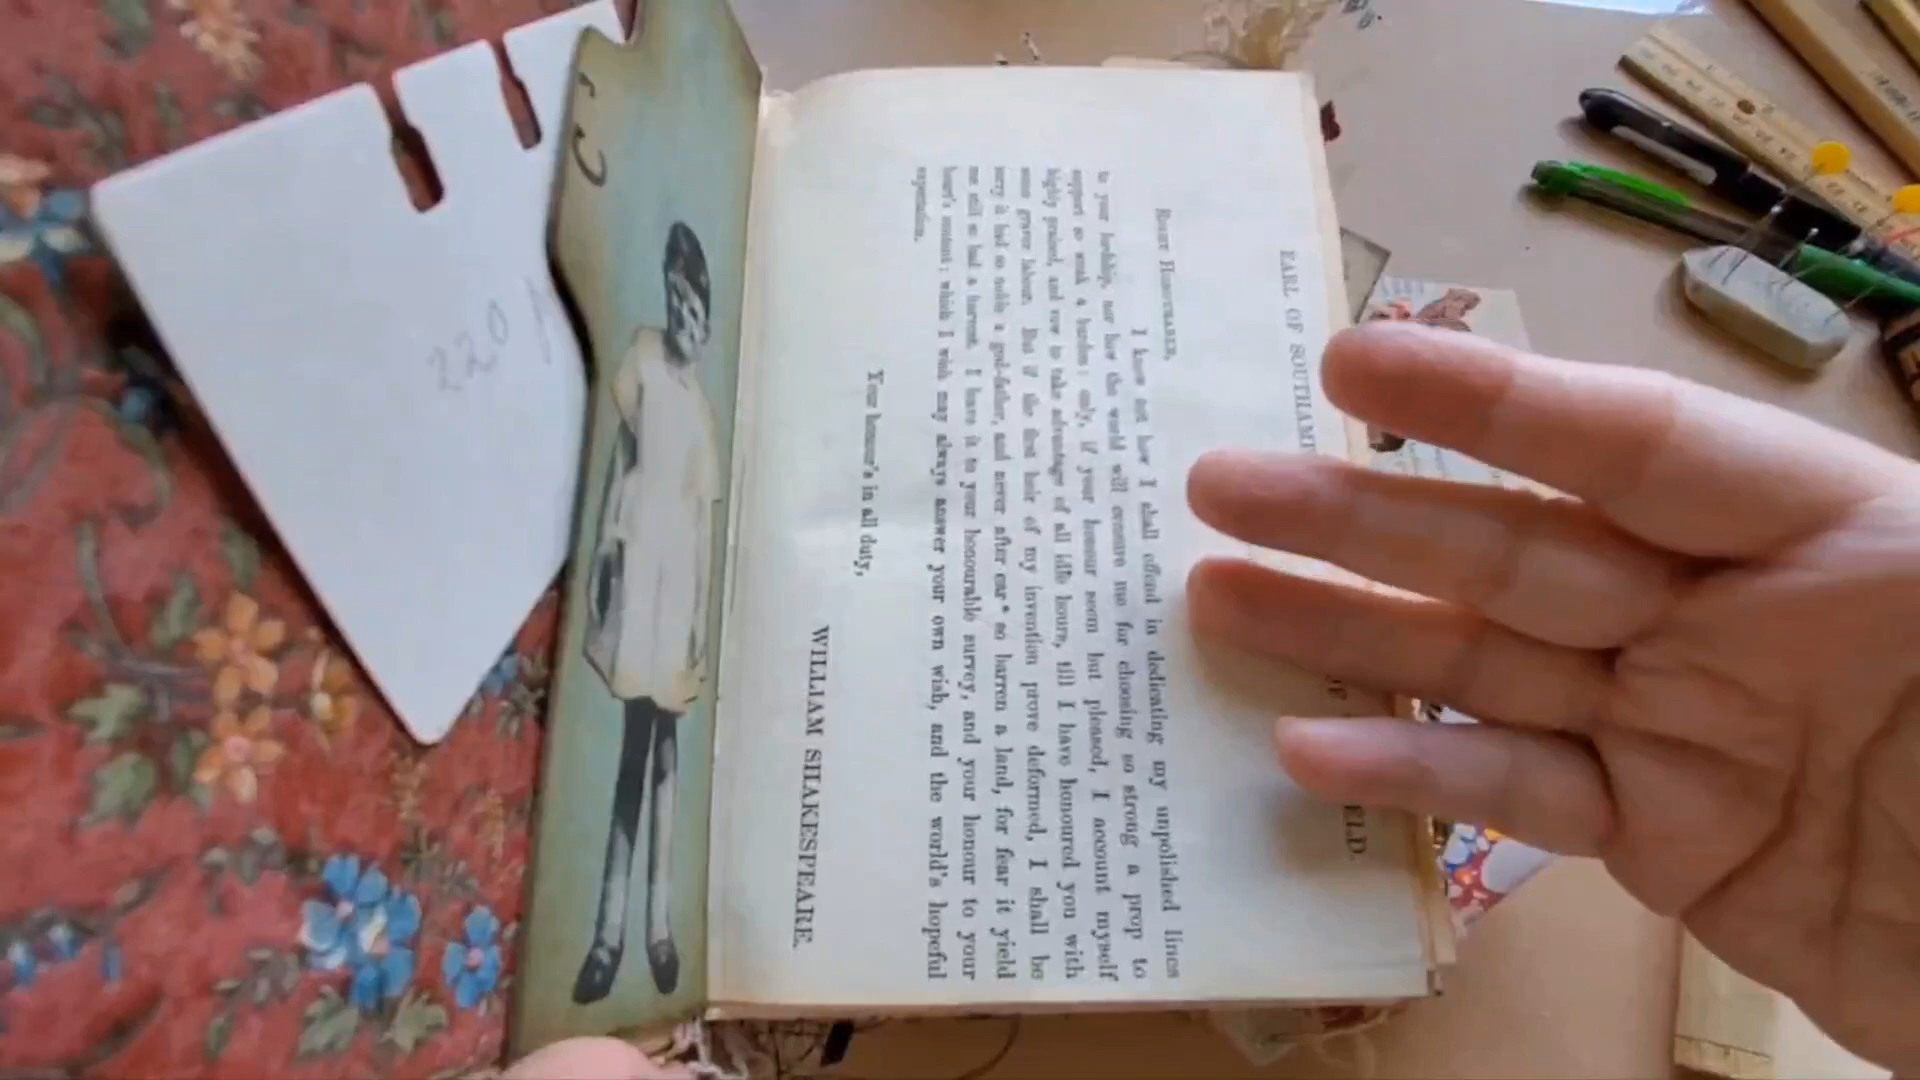 EARL OF SOUTHAM
ELD.
RIGHT HONOURABLE,
I know not how I shall offend in dedicating my unpolished lines
to your lordship, nor how the world will censure me for choosing so strong a prop to
support so weak a burden: only, if your honour seem but pleased, I account myself
highly praised, and vow to take advantage of all idle hours, till I have honoured you with
some graver labour. But if the first heir of my invention prove deformed, I shall be
sorry it had so noble a god-father, and never after ear* so barren a land, for fear it yield
me still so bad a harvest. I leave it to your honourable survey, and your honour to your
heart's content; which I wish may always answer your own wish, and the world's hopeful
expectation.
Your honour's in all duty,
WILLIAM SHAKESPEARE.
220